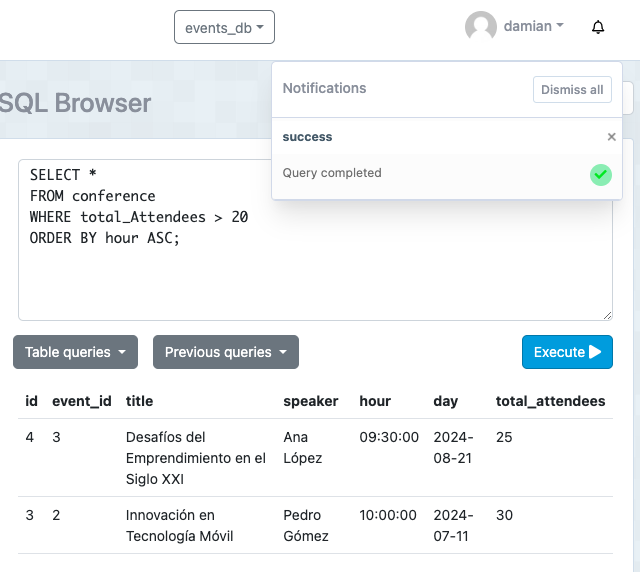 events_db
damian
SQL Browser
Notifications
Dismiss all
success
×
Query completed
SELECT *
FROM conference
WHERE total_Attendees > 20
ORDER BY hour ASC;
Table queries
Previous queries
Execute
id event_id title speaker hour day total_attendees
4 3 Desafíos del Ana 09:30:00 2024- 25
Emprendimiento en el López 08-21
Siglo XXI
3 2 Innovación en Pedro 10:00:00 2024- 30
Tecnología Móvil Gómez 07-11